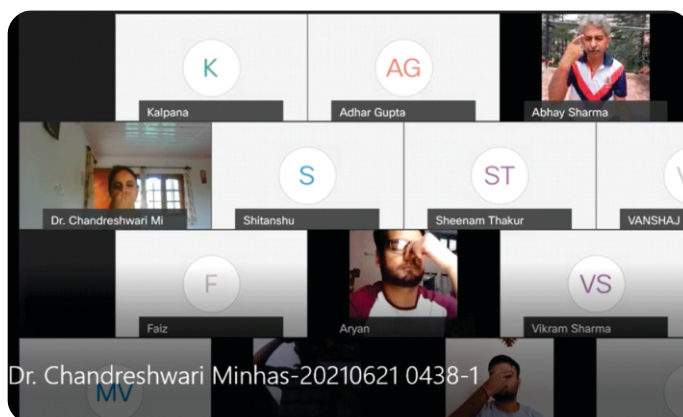 K
AG
Kalpana
Adhar Gupta
Abhay Sharma
S
ST
V
Dr. Chandreshwari Mi
Shitanshu
Sheenam Thakur
VANSHAJ
F
VS
Faiz
Aryan
Vikram Sharma
Dr. Chandreshwari Minhas-20210621 0438-1
MV